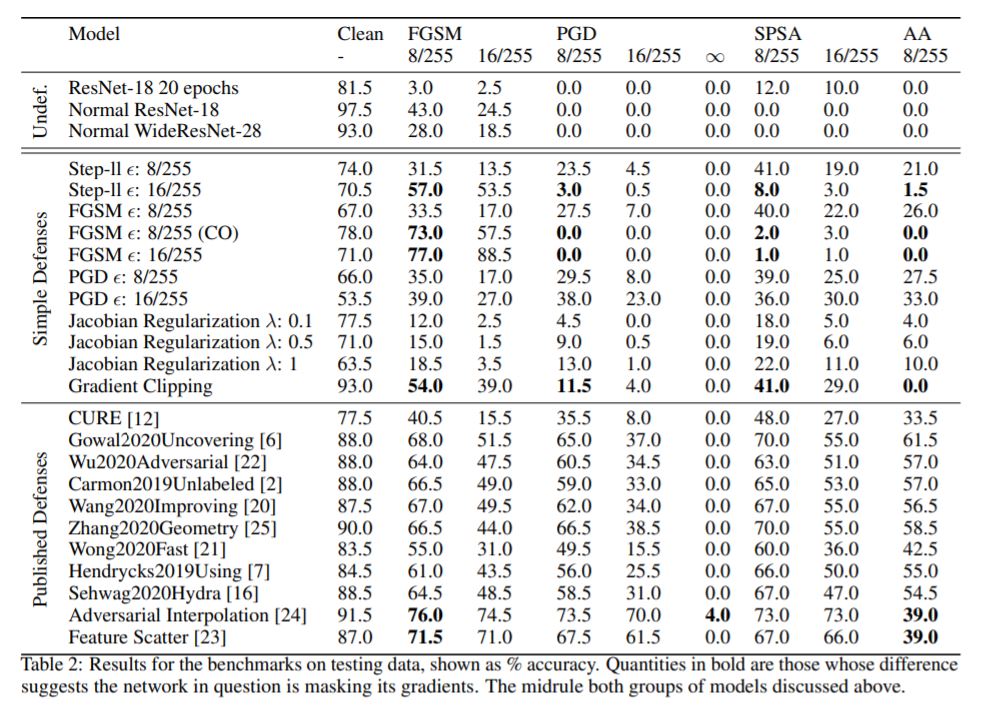 Model Clean FGSM PGD SPSA AA
- 8/255 16/255 8/255 16/255 ∞ 8/255 16/255 8/255
Undef.
ResNet-18 20 epochs 81.5 3.0 2.5 0.0 0.0 0.0 12.0 10.0 0.0
Normal ResNet-18 97.5 43.0 24.5 0.0 0.0 0.0 0.0 0.0 0.0
Normal WideResNet-28 93.0 28.0 18.5 0.0 0.0 0.0 0.0 0.0 0.0
Simple Defenses
Step-ll ϵ: 8/255 74.0 31.5 13.5 23.5 4.5 0.0 41.0 19.0 21.0
Step-ll ϵ: 16/255 70.5 57.0 53.5 3.0 0.5 0.0 8.0 3.0 1.5
FGSM ϵ: 8/255 67.0 33.5 17.0 27.5 7.0 0.0 40.0 22.0 26.0
FGSM ϵ: 8/255 (CO) 78.0 73.0 57.5 0.0 0.0 0.0 2.0 3.0 0.0
FGSM ϵ: 16/255 71.0 77.0 88.5 0.0 0.0 0.0 1.0 1.0 0.0
PGD ϵ: 8/255 66.0 35.0 17.0 29.5 8.0 0.0 39.0 25.0 27.5
PGD ϵ: 16/255 53.5 39.0 27.0 38.0 23.0 0.0 36.0 30.0 33.0
Jacobian Regularization λ: 0.1 77.5 12.0 2.5 4.5 0.0 0.0 18.0 5.0 4.0
Jacobian Regularization λ: 0.5 71.0 15.0 1.5 9.0 0.5 0.0 19.0 6.0 6.0
Jacobian Regularization λ: 1 63.5 18.5 3.5 13.0 1.0 0.0 22.0 11.0 10.0
Gradient Clipping 93.0 54.0 39.0 11.5 4.0 0.0 41.0 29.0 0.0
Published Defenses
CURE [12] 77.5 40.5 15.5 35.5 8.0 0.0 48.0 27.0 33.5
Gowal2020Uncovering [6] 88.0 68.0 51.5 65.0 37.0 0.0 70.0 55.0 61.5
Wu2020Adversarial [22] 88.0 64.0 47.5 60.5 34.5 0.0 63.0 51.0 57.0
Carmon2019Unlabeled [2] 88.0 66.5 49.0 59.0 33.0 0.0 65.0 53.0 57.0
Wang2020Improving [20] 87.5 67.0 49.5 62.0 34.0 0.0 67.0 55.0 56.5
Zhang2020Geometry [25] 90.0 66.5 44.0 66.5 38.5 0.0 70.0 55.0 58.5
Wong2020Fast [21] 83.5 55.0 31.0 49.5 15.5 0.0 60.0 36.0 42.5
Hendrycks2019Using [7] 84.5 61.0 43.5 56.0 25.5 0.0 66.0 50.0 55.0
Sehwag2020Hydra [16] 88.5 64.5 48.5 58.5 31.0 0.0 67.0 47.0 54.5
Adversarial Interpolation [24] 91.5 76.0 74.5 73.5 70.0 4.0 73.0 73.0 39.0
Feature Scatter [23] 87.0 71.5 71.0 67.5 61.5 0.0 67.0 66.0 39.0
Table 2: Results for the benchmarks on testing data, shown as % accuracy. Quantities in bold are those whose difference
suggests the network in question is masking its gradients. The midrule both groups of models discussed above.